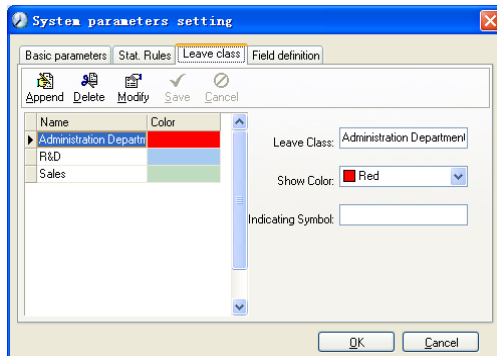 System parameters setting
Basic parameters Stat. Rules Leave class Field definition
Append Delete Modify Save Cancel
Name Color
Administration Departm
R&D
Sales
Leave Class: Administration Department
Show Color: Red
Indicating Symbol:
OK Cancel